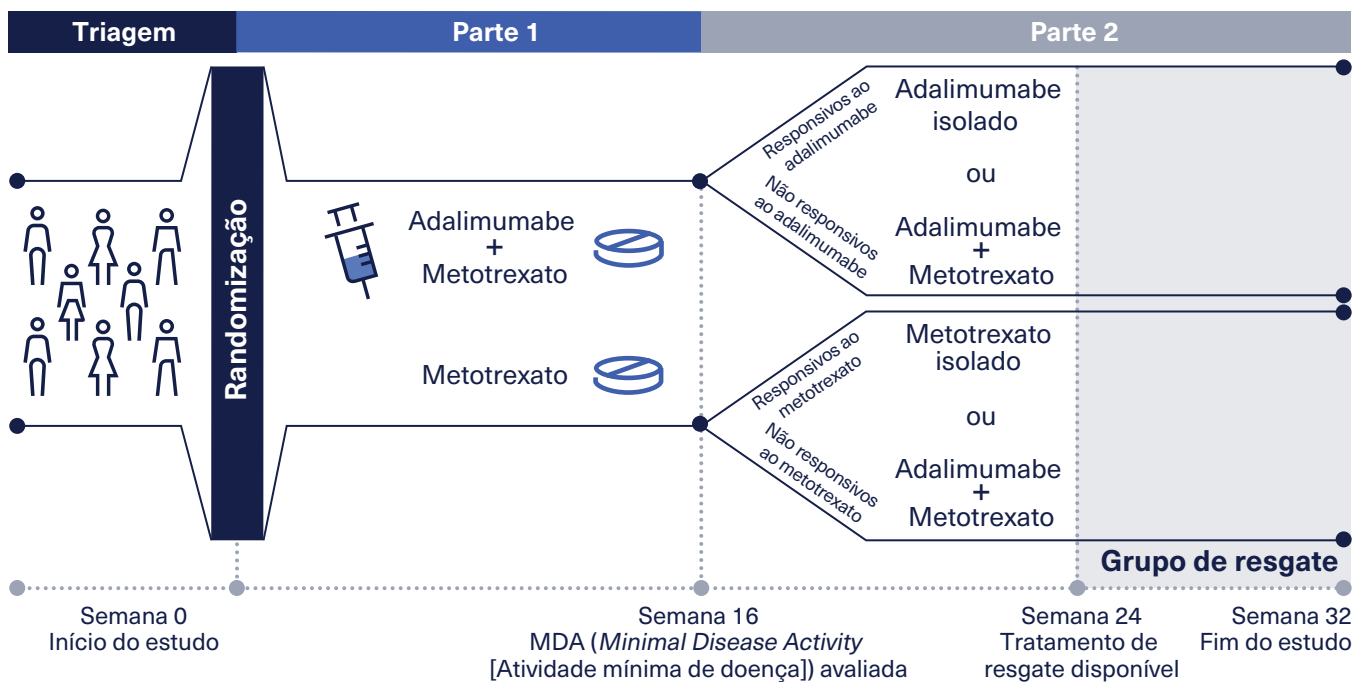 Triagem
Parte 1
Parte 2
Randomização
Adalimumabe
+
Metotrexato
Metotrexato
Responsivos ao
adalimumabe
Não responsivos
ao adalimumabe
Adalimumabe
isolado
ou
Adalimumabe
+
Metotrexato
Responsivos ao
metotrexato
Não responsivos
ao metotrexato
Metotrexato
isolado
ou
Adalimumabe
+
Metotrexato
Grupo de resgate
Semana 0
Início do estudo
Semana 16
MDA (Minimal Disease Activity
[Atividade mínima de doença]) avaliada
Semana 24
Tratamento de
resgate disponível
Semana 32
Fim do estudo